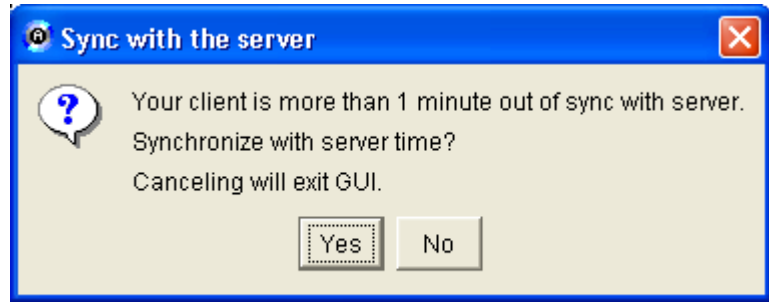 Sync with the server
Your client is more than 1 minute out of sync with server.
Synchronize with server time?
Canceling will exit GUI.
Yes No